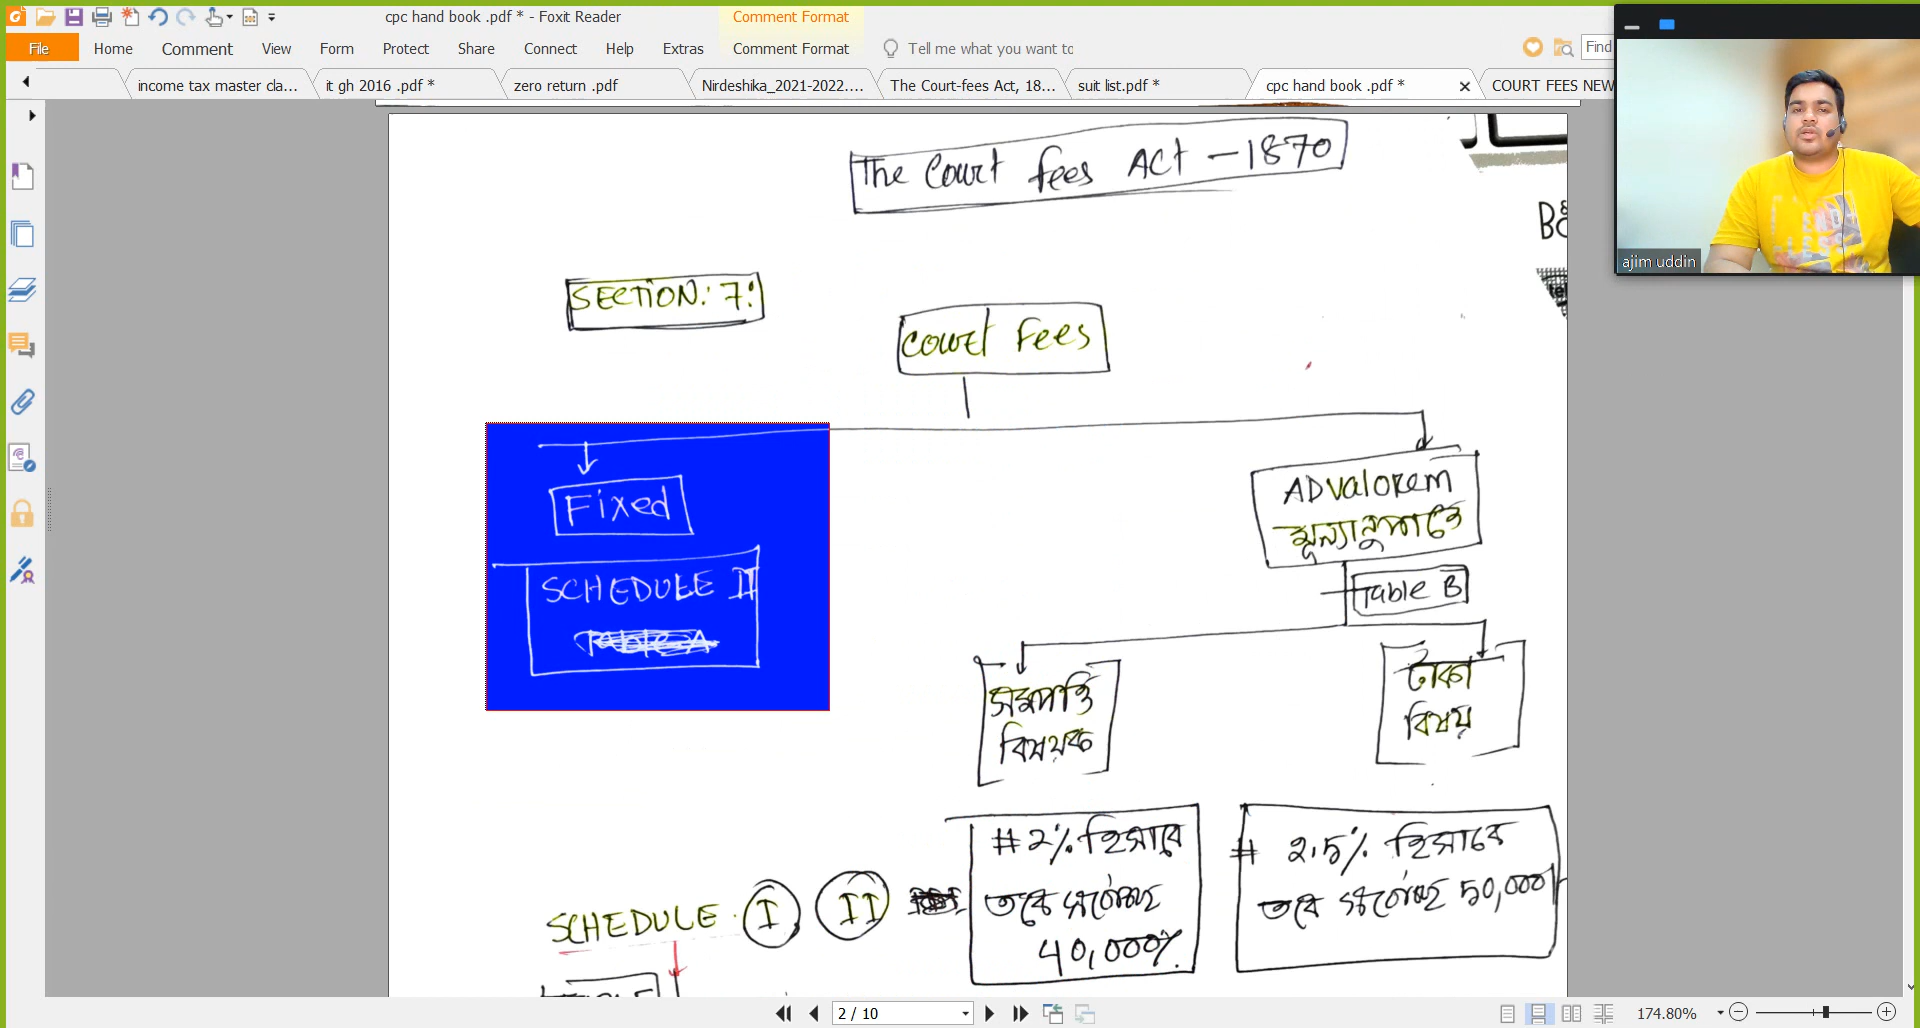 cpc hand book .pdf * - Foxit Reader
Comment Format
File
Home
Comment
View
Form
Protect
Share
Connect
Help
Extras
Comment Format
Tell me what you want to
Find
income tax master cla...
it gh 2016 .pdf *
zero return .pdf
Nirdeshika_2021-2022....
The Court-fees Act, 18...
suit list.pdf *
cpc hand book .pdf *
COURT FEES NEW
ajim uddin
The Court fees Act - 1870
SECTION: 7:
Court Fees
Fixed
SCHEDULE II
ADvalorem
মূল্যানুপাতে
Table B
সম্পত্তি
বিষয়ক
টাকা
বিষয়
# 2% হিসাবে
তবে সর্বোচ্চ
40,000/.
# 2.5% হিসাবে
তবে সর্বোচ্চ 50,000/-
SCHEDULE . I II
2 / 10
174.80%